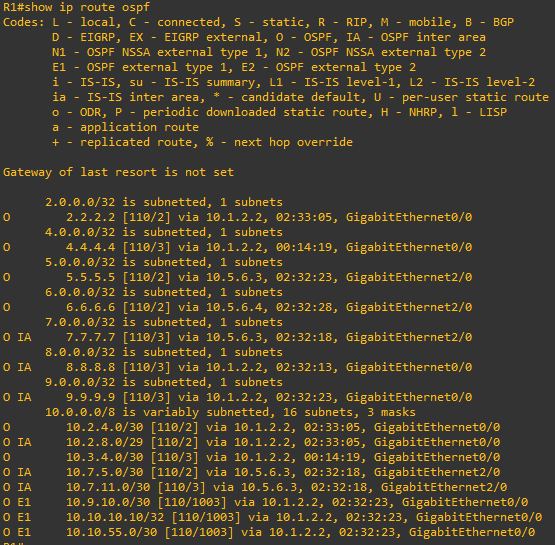 R1#show ip route ospf
Codes: L - local, C - connected, S - static, R - RIP, M - mobile, B - BGP
       D - EIGRP, EX - EIGRP external, O - OSPF, IA - OSPF inter area
       N1 - OSPF NSSA external type 1, N2 - OSPF NSSA external type 2
       E1 - OSPF external type 1, E2 - OSPF external type 2
       i - IS-IS, su - IS-IS summary, L1 - IS-IS level-1, L2 - IS-IS level-2
       ia - IS-IS inter area, * - candidate default, U - per-user static route
       o - ODR, P - periodic downloaded static route, H - NHRP, l - LISP
       a - application route
       + - replicated route, % - next hop override
Gateway of last resort is not set
      2.0.0.0/32 is subnetted, 1 subnets
O        2.2.2.2 [110/2] via 10.1.2.2, 02:33:05, GigabitEthernet0/0
      4.0.0.0/32 is subnetted, 1 subnets
O        4.4.4.4 [110/3] via 10.1.2.2, 00:14:19, GigabitEthernet0/0
      5.0.0.0/32 is subnetted, 1 subnets
O        5.5.5.5 [110/2] via 10.5.6.3, 02:32:23, GigabitEthernet2/0
      6.0.0.0/32 is subnetted, 1 subnets
O        6.6.6.6 [110/2] via 10.5.6.4, 02:32:28, GigabitEthernet2/0
      7.0.0.0/32 is subnetted, 1 subnets
O IA     7.7.7.7 [110/3] via 10.5.6.3, 02:32:18, GigabitEthernet2/0
      8.0.0.0/32 is subnetted, 1 subnets
O IA     8.8.8.8 [110/3] via 10.1.2.2, 02:32:13, GigabitEthernet0/0
      9.0.0.0/32 is subnetted, 1 subnets
O IA     9.9.9.9 [110/3] via 10.1.2.2, 02:32:23, GigabitEthernet0/0
      10.0.0.0/8 is variably subnetted, 16 subnets, 3 masks
O        10.2.4.0/30 [110/2] via 10.1.2.2, 02:33:05, GigabitEthernet0/0
O IA     10.2.8.0/29 [110/2] via 10.1.2.2, 02:33:05, GigabitEthernet0/0
O        10.3.4.0/30 [110/3] via 10.1.2.2, 00:14:19, GigabitEthernet0/0
O IA     10.7.5.0/30 [110/2] via 10.5.6.3, 02:32:18, GigabitEthernet2/0
O IA     10.7.11.0/30 [110/3] via 10.5.6.3, 02:32:18, GigabitEthernet2/0
O E1     10.9.10.0/30 [110/1003] via 10.1.2.2, 02:32:23, GigabitEthernet0/0
O E1     10.10.10.10/32 [110/1003] via 10.1.2.2, 02:32:23, GigabitEthernet0/0
O E1     10.10.55.0/30 [110/1003] via 10.1.2.2, 02:32:23, GigabitEthernet0/0
R1#